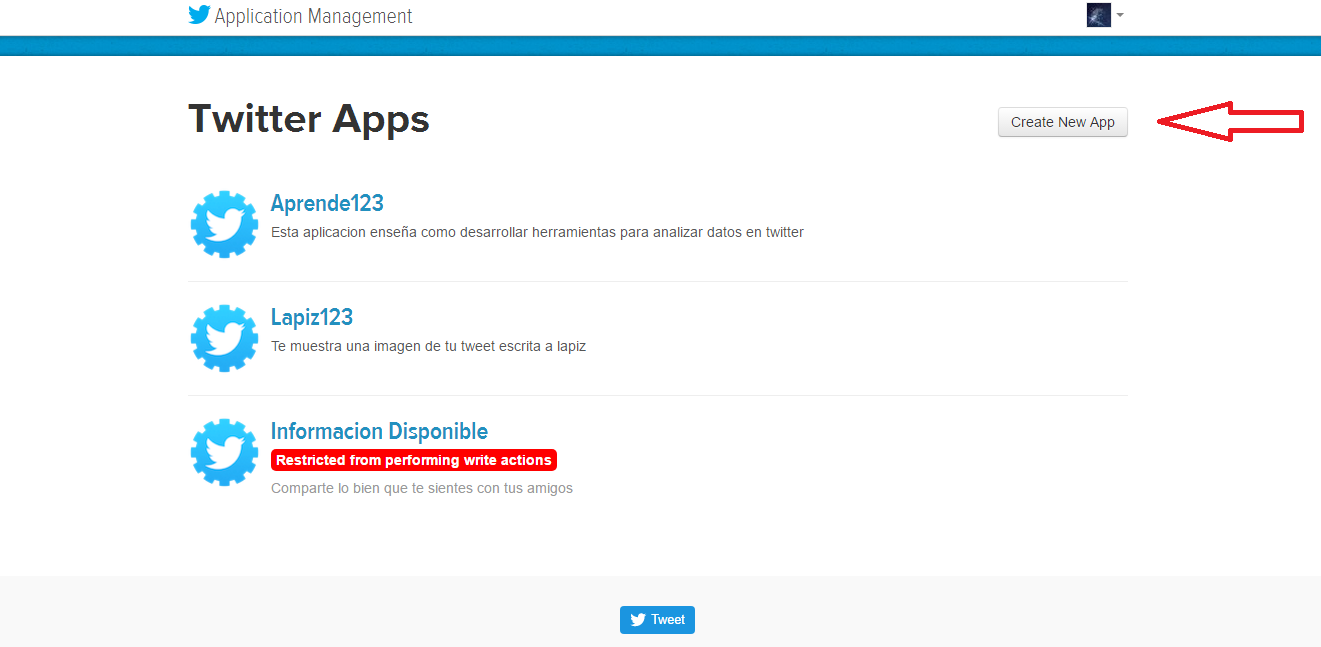 Application Management
Twitter Apps
Create New App
Aprende123
Esta aplicacion enseña como desarrollar herramientas para analizar datos en twitter
Lapiz123
Te muestra una imagen de tu tweet escrita a lapiz
Informacion Disponible
Restricted from performing write actions
Comparte lo bien que te sientes con tus amigos
Tweet